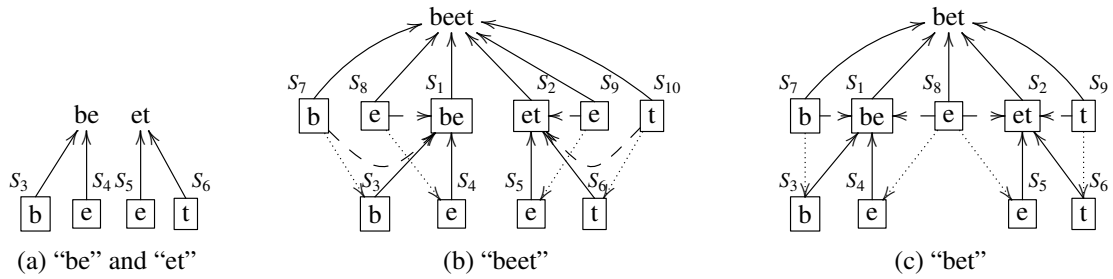 beet
bet
S7 S8 S1 S2 S9 S10
S7 S1 S8 S2 S9
b e be et e t
b be e et t
be et
S3 S4 S5 S6
S3 S4 S5 S6
S3 S4 S5 S6
b e e t
b e e t
b e e t
(a) “be” and “et”
(b) “beet”
(c) “bet”